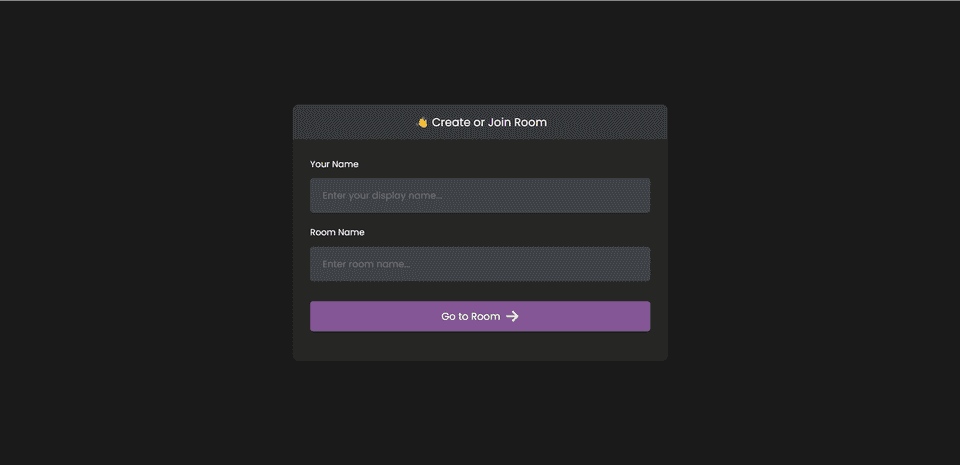 👋 Create or Join Room
Your Name
Enter your display name...
Room Name
Enter room name...
Go to Room →